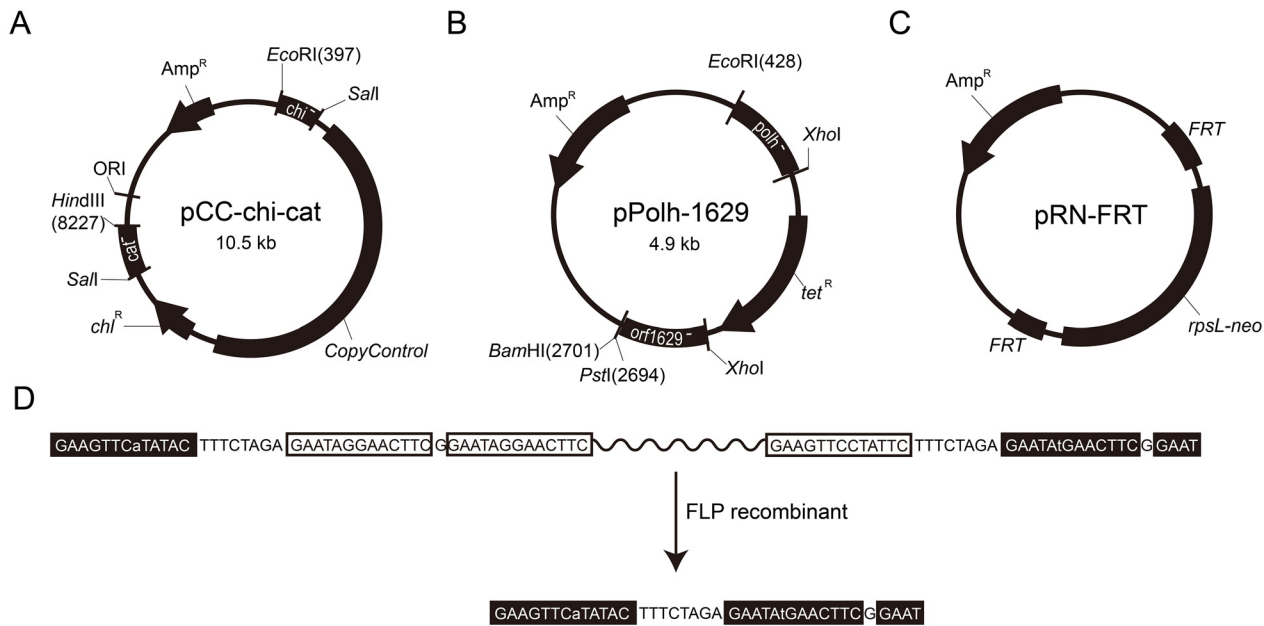 A
EcoRI(397)
AmpR
chi-
SalI
ORI
HindIII
(8227)
pCC-chi-cat
10.5 kb
cat-
SalI
chlR
CopyControl
B
EcoRI(428)
AmpR
polh-
XhoI
pPolh-1629
4.9 kb
tetR
orf1629-
BamHI(2701)
XhoI
PstI(2694)
C
AmpR
FRT
pRN-FRT
rpsL-neo
FRT
D
GAAGTTCaTATAC TTTCTAGA GAATAGGAACTTC G GAATAGGAACTTC GAAGTTCCTATTC TTTCTAGA GAATAtGAACTTC G GAAT
FLP recombinant
GAAGTTCaTATAC TTTCTAGA GAATAtGAACTTC G GAAT